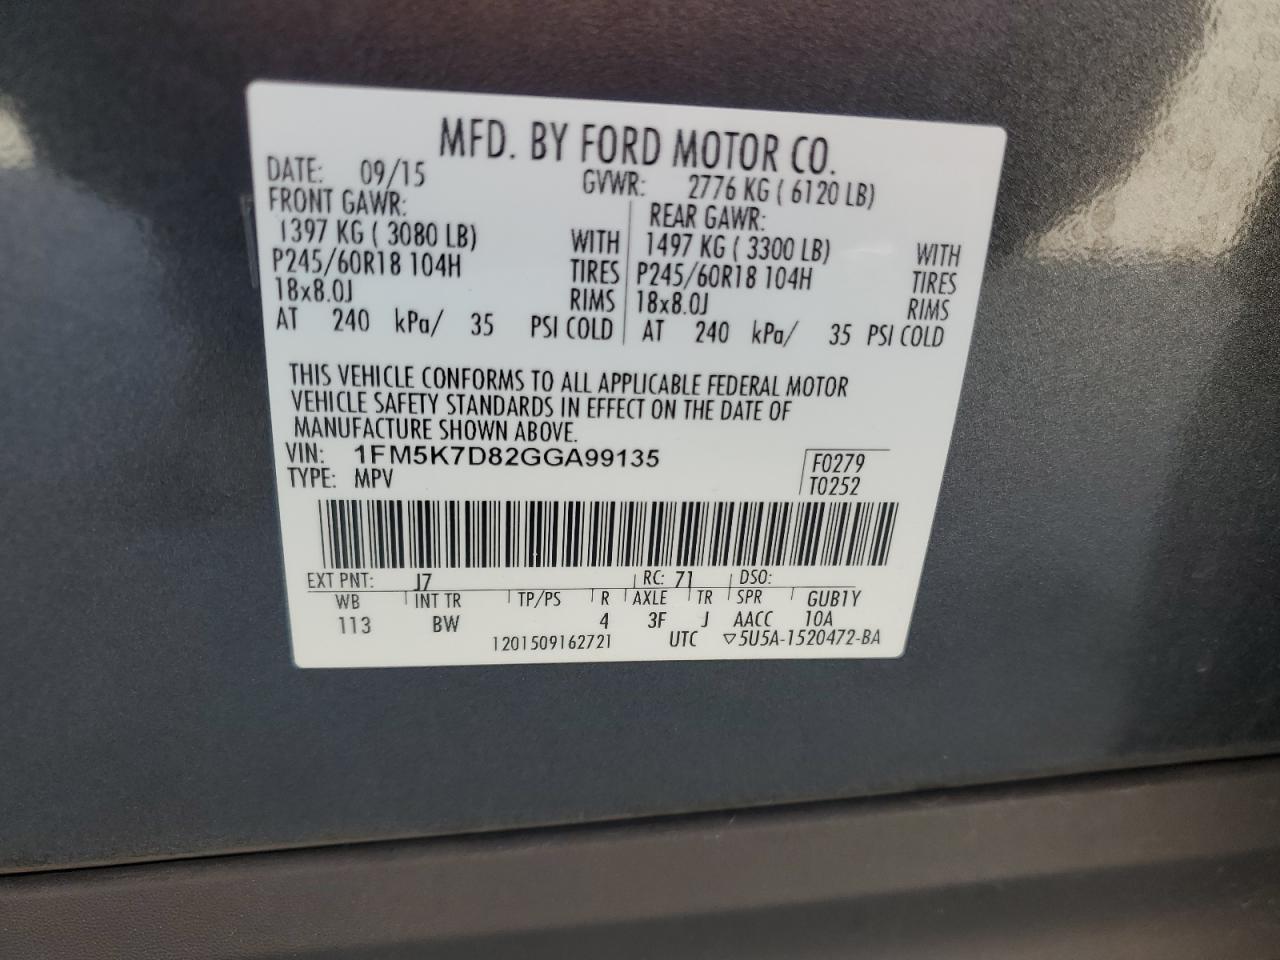 MFD. BY FORD MOTOR CO.
DATE: 09/15 GVWR: 2776 KG ( 6120 LB)
FRONT GAWR: REAR GAWR:
1397 KG ( 3080 LB) WITH 1497 KG ( 3300 LB) WITH
P245/60R18 104H TIRES P245/60R18 104H TIRES
18x8.0J RIMS 18x8.0J RIMS
AT 240 kPa/ 35 PSI COLD AT 240 kPa/ 35 PSI COLD
THIS VEHICLE CONFORMS TO ALL APPLICABLE FEDERAL MOTOR
VEHICLE SAFETY STANDARDS IN EFFECT ON THE DATE OF
MANUFACTURE SHOWN ABOVE.
VIN: 1FM5K7D82GGA99135 F0279
TYPE: MPV T0252
EXT PNT: J7 RC: 71 DSO:
WB INT TR TP/PS R AXLE TR SPR GUB1Y
113 BW 4 3F J AACC 10A
1201509162721 UTC ▽5U5A-1520472-BA